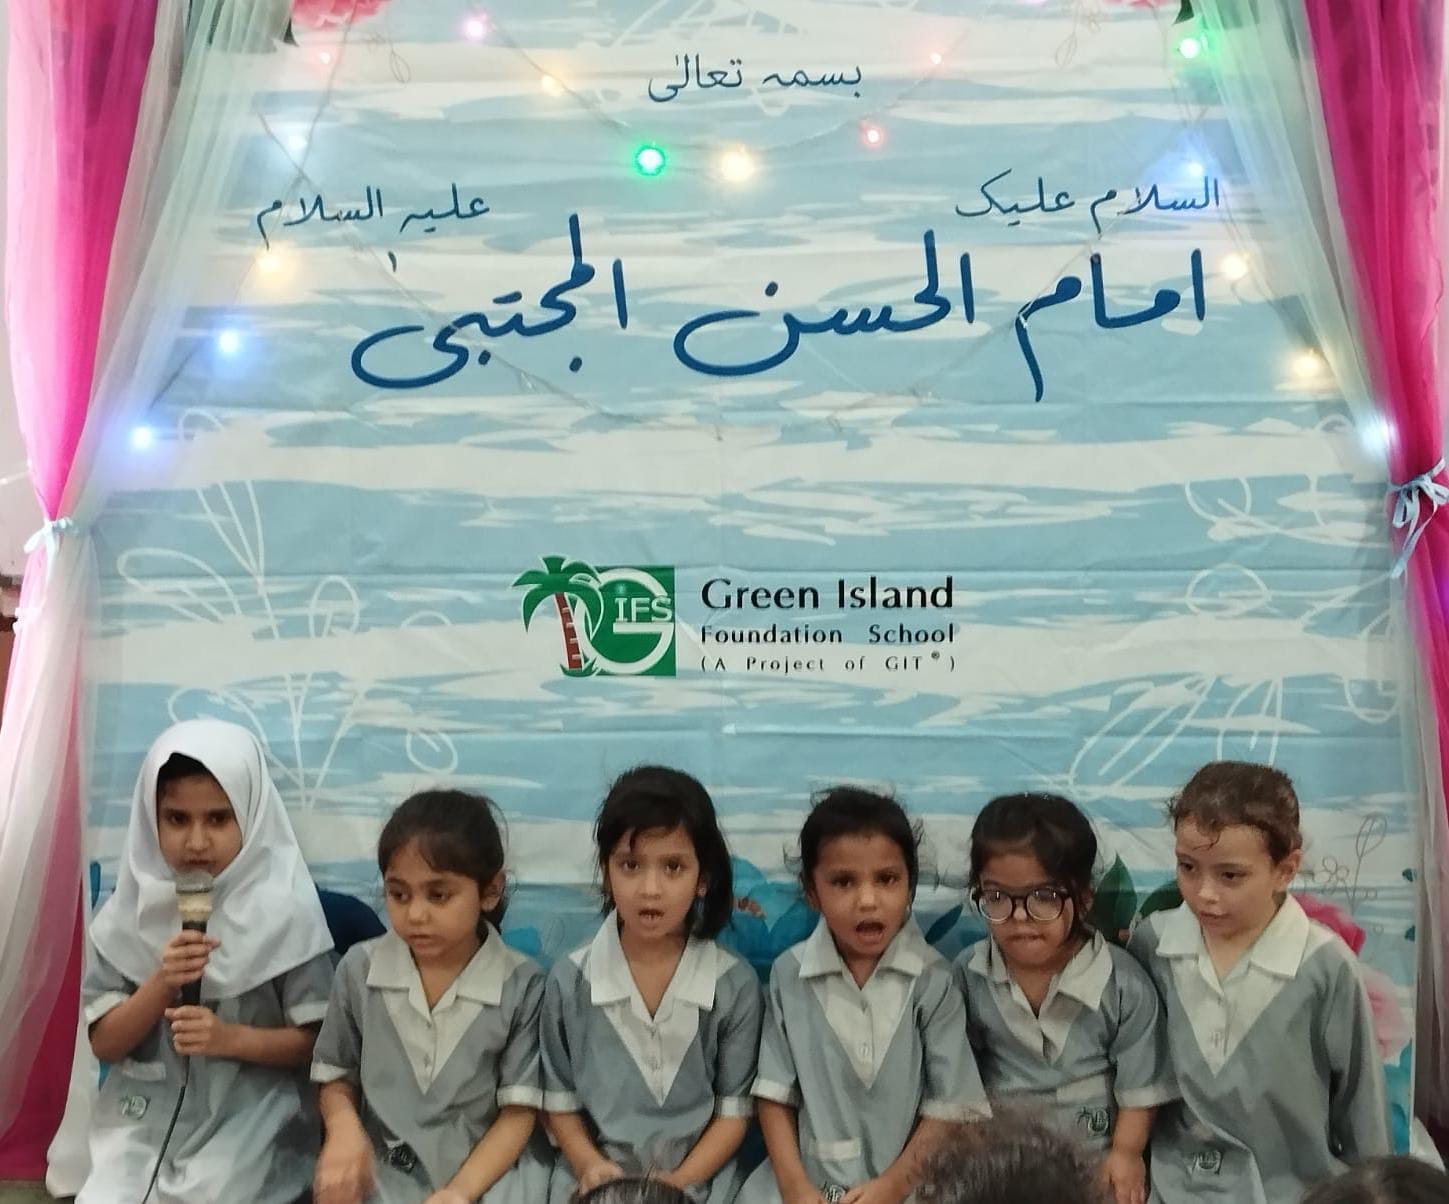 بسمہ تعالیٰ
السلام علیک علیہ السلام
امام الحسن المجتبیٰ
IFS
G
Green Island
Foundation School
(A Project of GIT®)